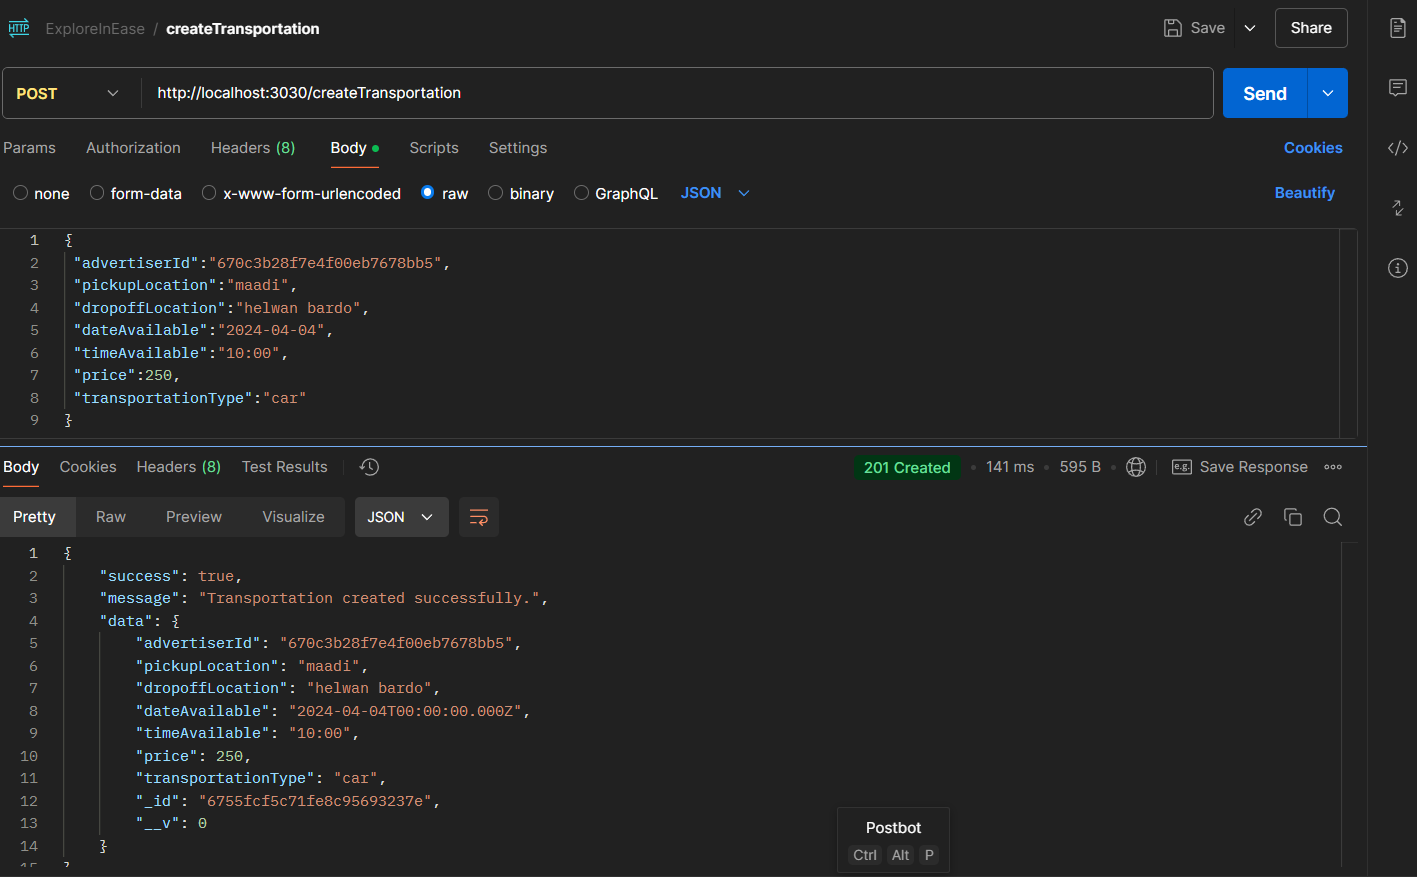 HTTP ExploreInEase / createTransportation Save Share
POST http://localhost:3030/createTransportation Send
Params Authorization Headers (8) Body Scripts Settings Cookies
none form-data x-www-form-urlencoded raw binary GraphQL JSON Beautify
1 {
2 "advertiserId":"670c3b28f7e4f00eb7678bb5",
3 "pickupLocation":"maadi",
4 "dropoffLocation":"helwan bardo",
5 "dateAvailable":"2024-04-04",
6 "timeAvailable":"10:00",
7 "price":250,
8 "transportationType":"car"
9 }
Body Cookies Headers (8) Test Results 201 Created 141 ms 595 B e.g. Save Response
Pretty Raw Preview Visualize JSON
1 {
2 "success": true,
3 "message": "Transportation created successfully.",
4 "data": {
5 "advertiserId": "670c3b28f7e4f00eb7678bb5",
6 "pickupLocation": "maadi",
7 "dropoffLocation": "helwan bardo",
8 "dateAvailable": "2024-04-04T00:00:00.000Z",
9 "timeAvailable": "10:00",
10 "price": 250,
11 "transportationType": "car",
12 "_id": "6755fcf5c71fe8c95693237e",
13 "__v": 0
14 }
15 }
Postbot
Ctrl Alt P